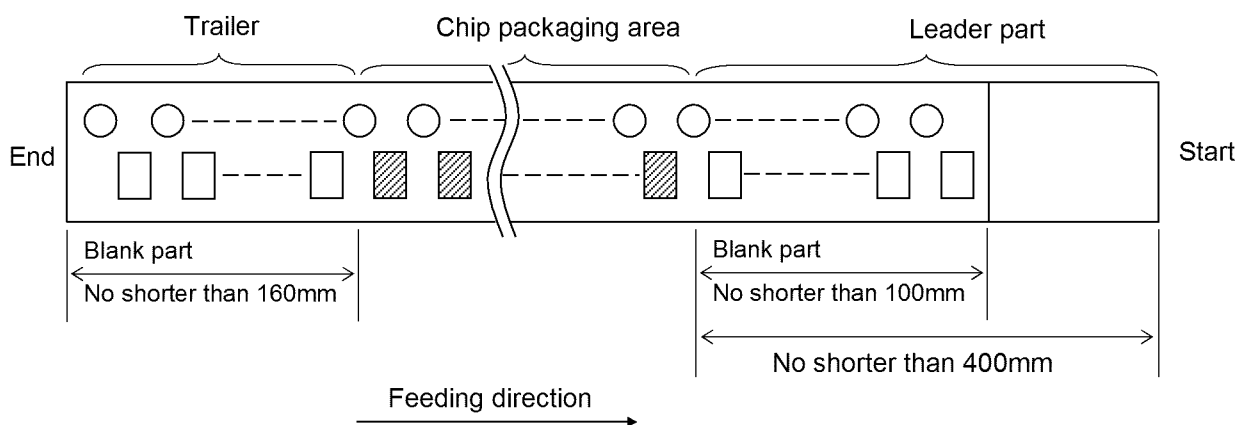 Trailer
Chip packaging area
Leader part
End
Start
Blank part
No shorter than 160mm
Blank part
No shorter than 100mm
No shorter than 400mm
Feeding direction